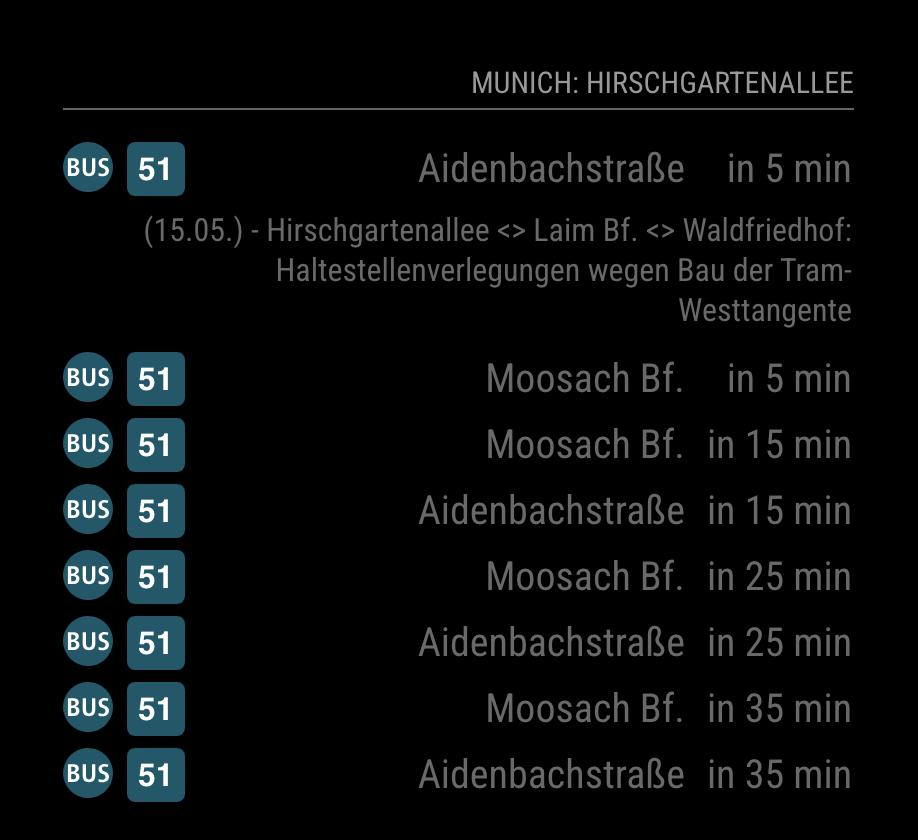 MUNICH: HIRSCHGARTENALLEE
BUS 51 Aidenbachstraße in 5 min
(15.05.) - Hirschgartenallee <> Laim Bf. <> Waldfriedhof:
Haltestellenverlegungen wegen Bau der Tram-
Westtangente
BUS 51 Moosach Bf. in 5 min
BUS 51 Moosach Bf. in 15 min
BUS 51 Aidenbachstraße in 15 min
BUS 51 Moosach Bf. in 25 min
BUS 51 Aidenbachstraße in 25 min
BUS 51 Moosach Bf. in 35 min
BUS 51 Aidenbachstraße in 35 min